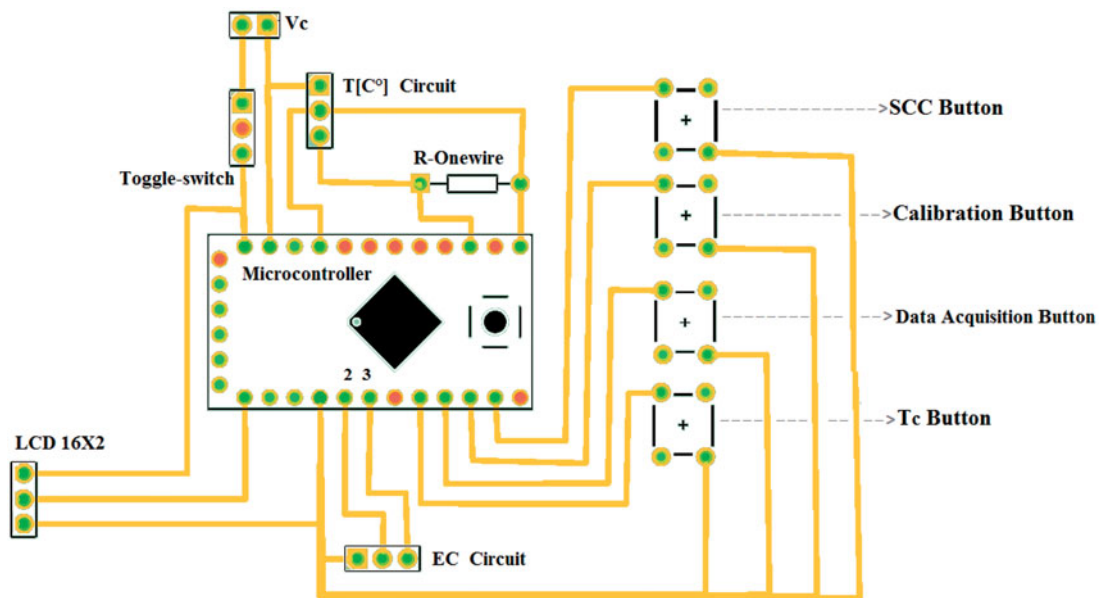 Vc
T[C°] Circuit
SCC Button
R-Onewire
Toggle-switch
Calibration Button
Microcontroller
Data Acquisition Button
2 3
Tc Button
LCD 16X2
EC Circuit